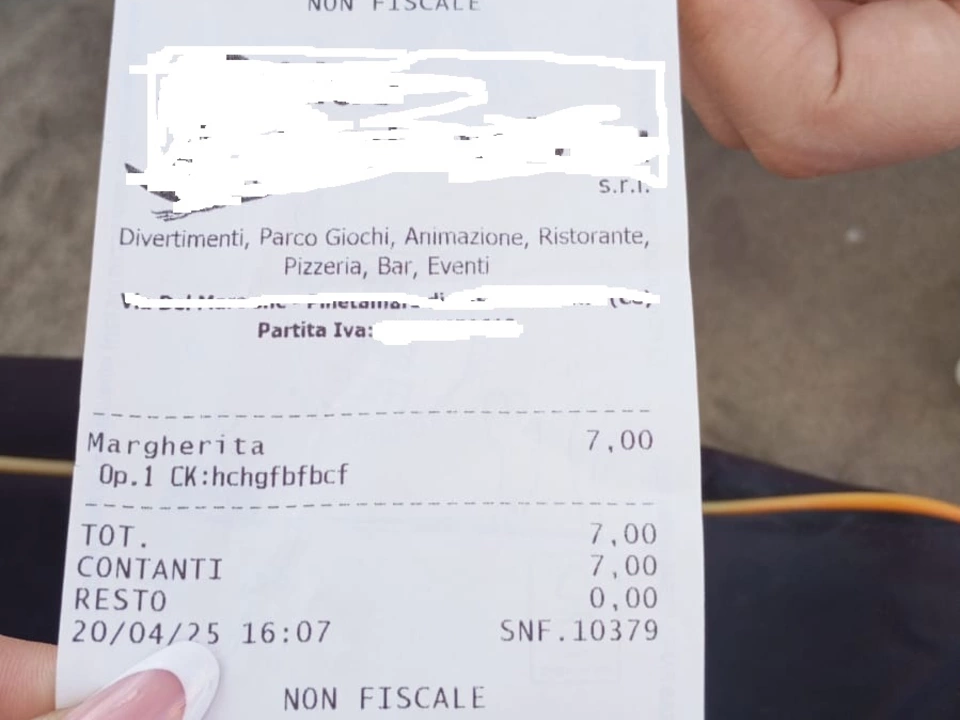 NON FISCALE
s.r.l.
Divertimenti, Parco Giochi, Animazione, Ristorante,
Pizzeria, Bar, Eventi
Partita Iva:
Margherita 7,00
Op.1 CK:hchgfbfbcf
TOT. 7,00
CONTANTI 7,00
RESTO 0,00
20/04/25 16:07 SNF.10379
NON FISCALE